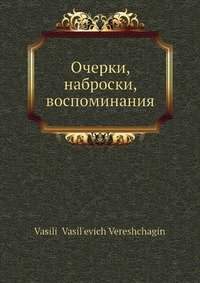 Очерки,
наброски,
воспоминания
Vasili Vasil'evich Vereshchagin